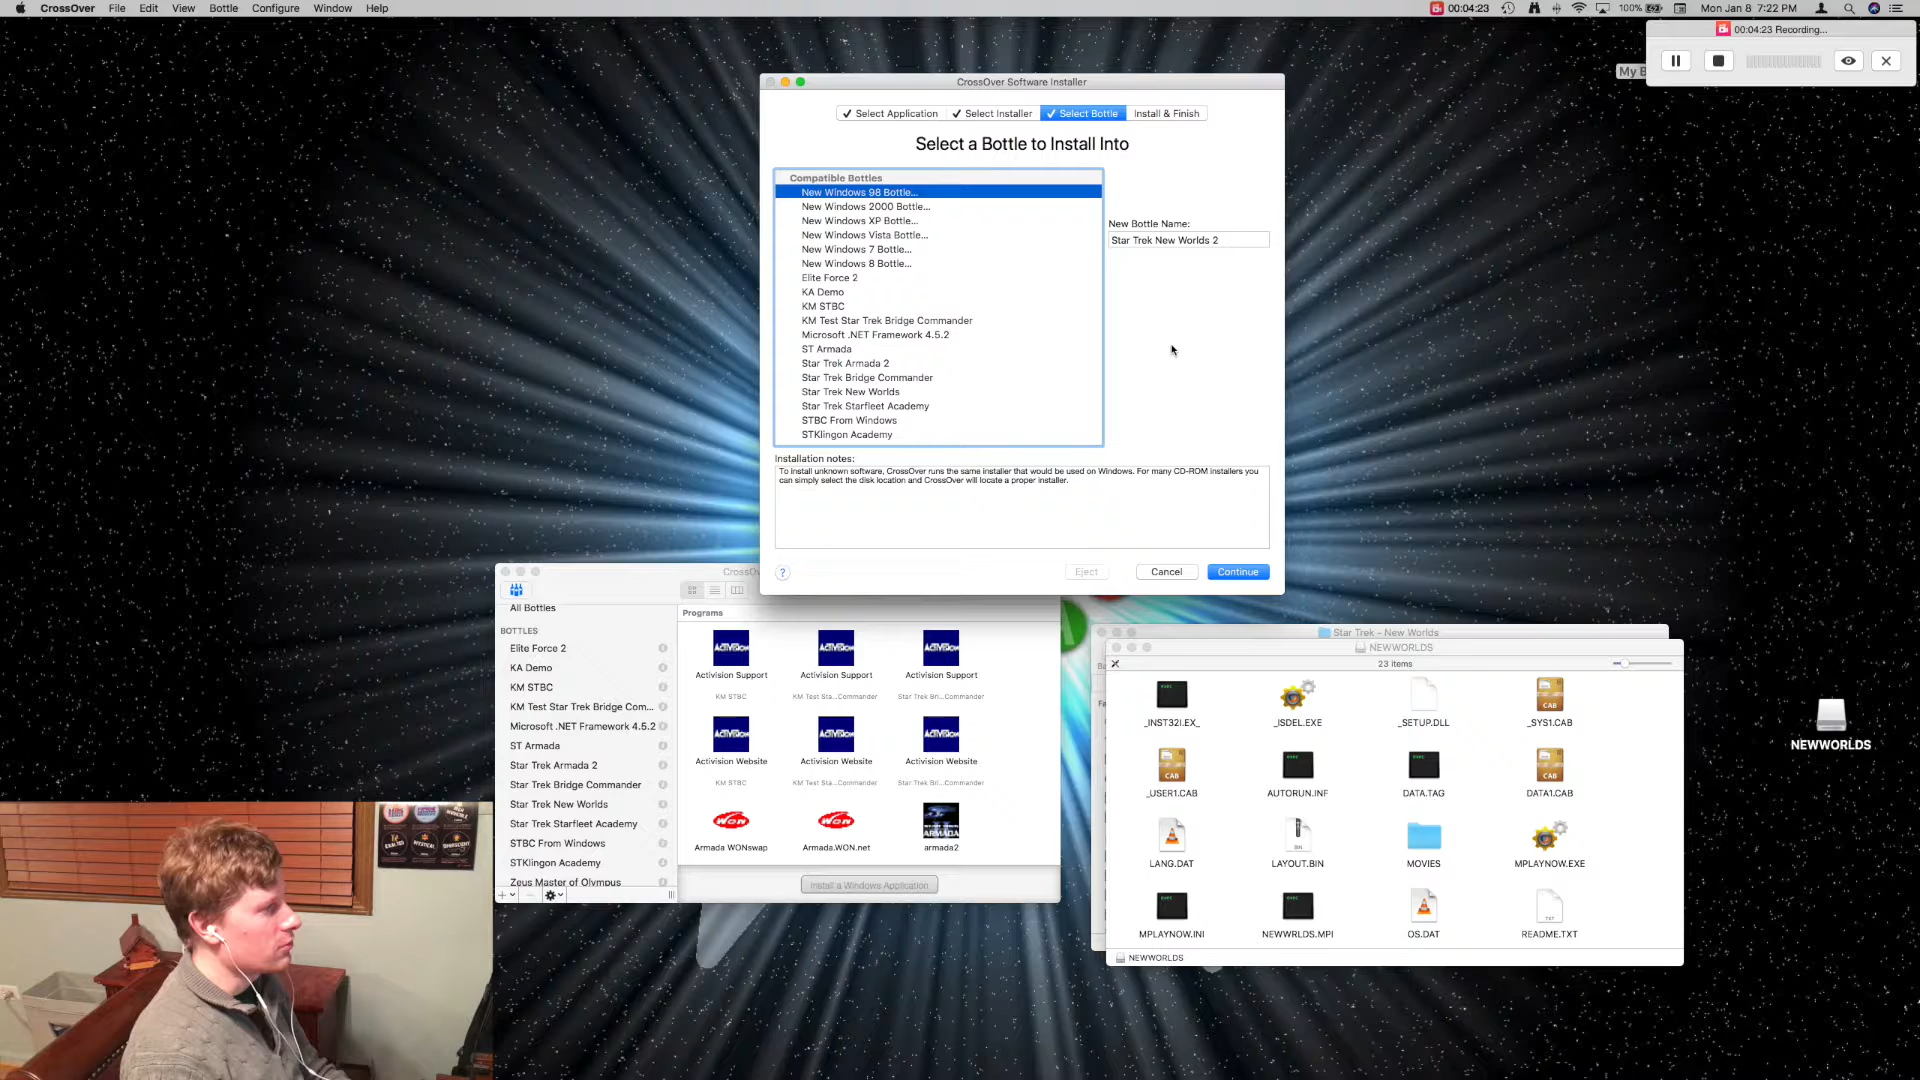 CrossOver File Edit View Bottle Configure Window Help
00:04:23 100% Mon Jan 8 7:22 PM
00:04:23 Recording...
My B
CrossOver Software Installer
✓ Select Application ✓ Select Installer ✓ Select Bottle Install & Finish
Select a Bottle to Install Into
Compatible Bottles
New Windows 98 Bottle...
New Windows 2000 Bottle...
New Windows XP Bottle...
New Windows Vista Bottle...
New Windows 7 Bottle...
New Windows 8 Bottle...
Elite Force 2
KA Demo
KM STBC
KM Test Star Trek Bridge Commander
Microsoft .NET Framework 4.5.2
ST Armada
Star Trek Armada 2
Star Trek Bridge Commander
Star Trek New Worlds
Star Trek Starfleet Academy
STBC From Windows
STKlingon Academy
New Bottle Name:
Star Trek New Worlds 2
Installation notes:
To install unknown software, CrossOver runs the same installer that would be used on Windows. For many CD-ROM installers you
can simply select the disk location and CrossOver will locate a proper installer.
? Eject Cancel Continue
CrossOv
All Bottles
BOTTLES
Elite Force 2
KA Demo
KM STBC
KM Test Star Trek Bridge Com...
Microsoft .NET Framework 4.5.2
ST Armada
Star Trek Armada 2
Star Trek Bridge Commander
Star Trek New Worlds
Star Trek Starfleet Academy
STBC From Windows
STKlingon Academy
Zeus Master of Olympus
Programs
ACTIVISION ACTIVISION ACTIVISION
Activision Support Activision Support Activision Support
KM STBC KM Test Sta...Commander Star Trek Bri...Commander
ACTIVISION ACTIVISION ACTIVISION
Activision Website Activision Website Activision Website
KM STBC KM Test Sta...Commander Star Trek Bri...Commander
WON WON ARMADA
Armada WONswap Armada.WON.net armada2
Install a Windows Application
Star Trek - New Worlds
NEWWORLDS
23 items
_INST32I.EX_ _ISDEL.EXE _SETUP.DLL _SYS1.CAB
_USER1.CAB AUTORUN.INF DATA.TAG DATA1.CAB
LANG.DAT LAYOUT.BIN MOVIES MPLAYNOW.EXE
MPLAYNOW.INI NEWWRLDS.MPI OS.DAT README.TXT
NEWWORLDS
NEWWORLDS